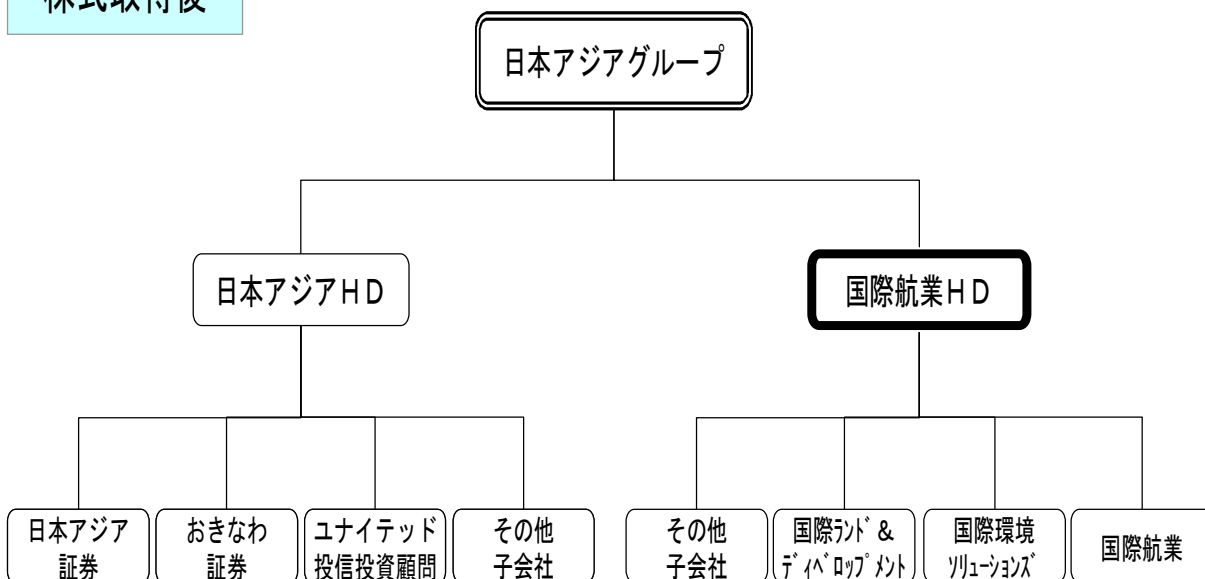 株式取得後
日本アジアグループ
日本アジアＨＤ
国際航業ＨＤ
日本アジア
証券
おきなわ
証券
ユナイテッド
投信投資顧問
その他
子会社
その他
子会社
国際ﾗﾝﾄﾞ＆
ﾃﾞｨﾍﾞﾛｯﾌﾟﾒﾝﾄ
国際環境
ｿﾘｭｰｼｮﾝｽﾞ
国際航業